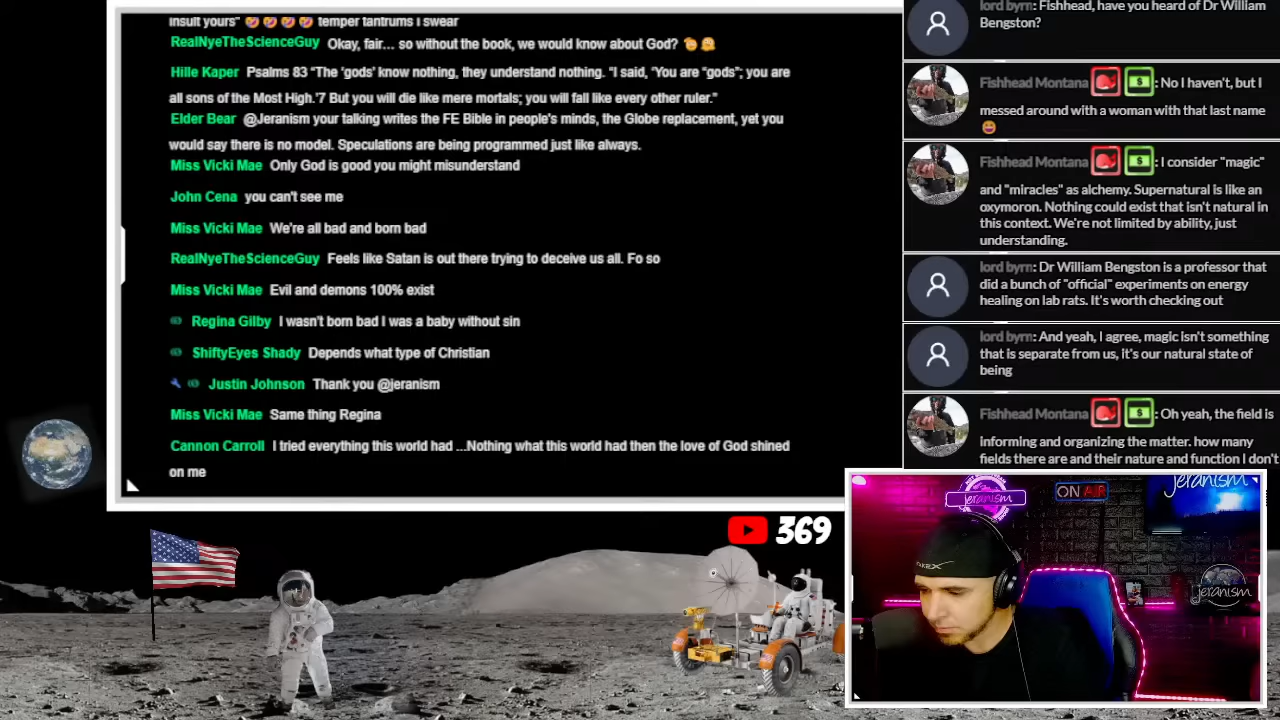 insult yours" 🤣🤣🤣🤣 temper tantrums I swear
RealNyeTheScienceGuy Okay, fair… so without the book, we would know about God?
Hille Kaper Psalms 83 “The ‘gods’ know nothing, they understand nothing. “I said, ‘You are “gods”; you are
all sons of the Most High.’7 But you will die like mere mortals; you will fall like every other ruler.”
Elder Bear @Jeranism your talking writes the FE Bible in people's minds, the Globe replacement, yet you
would say there is no model. Speculations are being programmed just like always.
Miss Vicki Mae Only God is good you might misunderstand
John Cena you can't see me
Miss Vicki Mae We're all bad and born bad
RealNyeTheScienceGuy Feels like Satan is out there trying to deceive us all. Fo so
Miss Vicki Mae Evil and demons 100% exist
Regina Gilby I wasn't born bad I was a baby without sin
ShiftyEyes Shady Depends what type of Christian
Justin Johnson Thank you @jeranism
Miss Vicki Mae Same thing Regina
Cannon Carroll I tried everything this world had ...Nothing what this world had then the love of God shined
on me
lord byrn: Fishhead, have you heard of Dr William
Bengston?
Fishhead Montana : No I haven't, but I
messed around with a woman with that last name
😄
Fishhead Montana : I consider "magic"
and "miracles" as alchemy. Supernatural is like an
oxymoron. Nothing could exist that isn't natural in
this context. We're not limited by ability, just
understanding.
lord byrn: Dr William Bengston is a professor that
did a bunch of "official" experiments on energy
healing on lab rats. It's worth checking out
lord byrn: And yeah, I agree, magic isn't something
that is separate from us, it's our natural state of
being
Fishhead Montana : Oh yeah, the field is
informing and organizing the matter. how many
fields there are and their nature and function I don't
369
jeranism
ON AIR
Jeranism
Jeranism